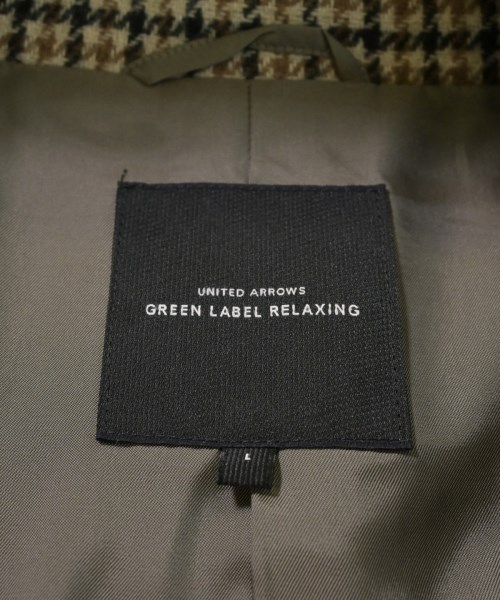 UNITED ARROWS
GREEN LABEL RELAXING
L